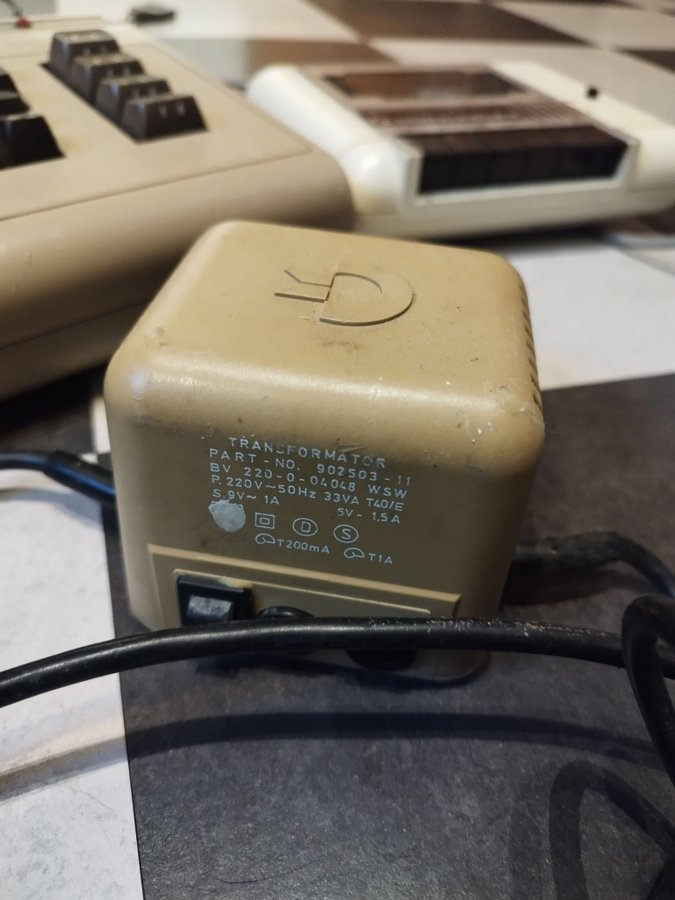 TRANSFORMATOR
PART-NO. 902503-11
BV 220-0-04048 WSW
P.220V~50Hz 33VA T40/E
S.9V~ 1A 5V- 1.5A
D S
T200mA T1A